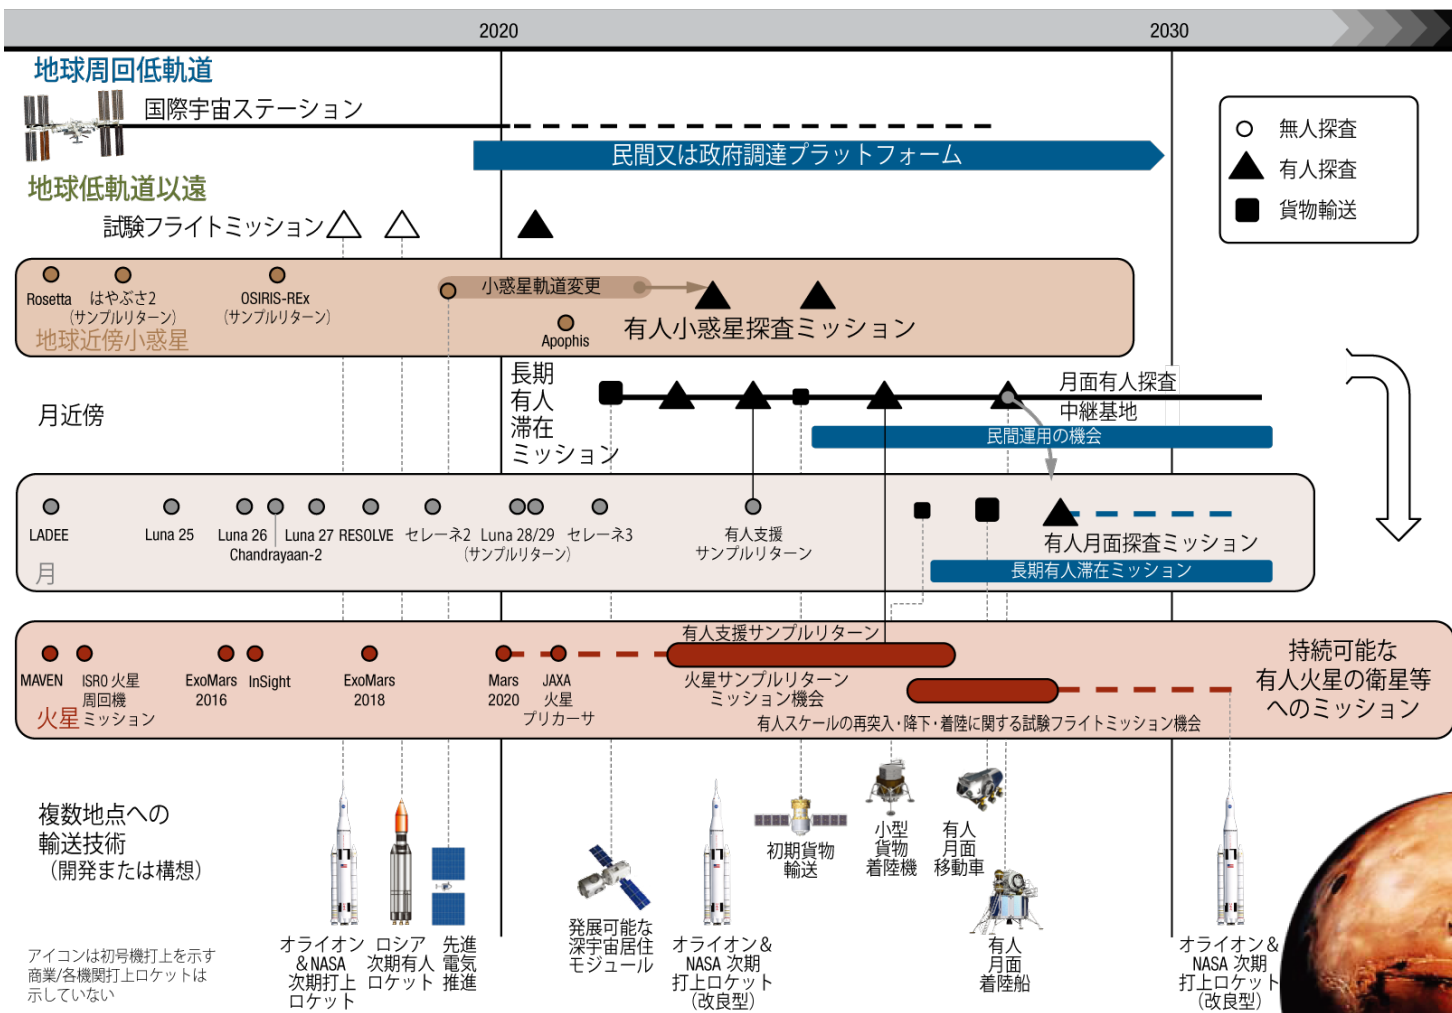 2020
2030
地球周回低軌道
国際宇宙ステーション
民間又は政府調達プラットフォーム
無人探査
有人探査
貨物輸送
地球低軌道以遠
試験フライトミッション
Rosetta
はやぶさ2
(サンプルリターン)
OSIRIS-REx
(サンプルリターン)
小惑星軌道変更
Apophis
有人小惑星探査ミッション
地球近傍小惑星
月近傍
長期
有人
滞在
ミッション
月面有人探査
中継基地
民間運用の機会
LADEE
Luna 25
Luna 26
Chandrayaan-2
Luna 27
RESOLVE
セレーネ2
Luna 28/29
(サンプルリターン)
セレーネ3
有人支援
サンプルリターン
有人月面探査ミッション
長期有人滞在ミッション
月
MAVEN
ISRO 火星
周回機
ミッション
ExoMars
2016
InSight
ExoMars
2018
Mars
2020
JAXA
火星
プリカーサ
有人支援サンプルリターン
火星サンプルリターン
ミッション機会
有人スケールの再突入・降下・着陸に関する試験フライトミッション機会
持続可能な
有人火星の衛星等
へのミッション
火星
複数地点への
輸送技術
(開発または構想)
アイコンは初号機打上を示す
商業/各機関打上ロケットは
示していない
オライオン
&NASA
次期打上
ロケット
ロシア
次期有人
ロケット
先進
電気
推進
発展可能な
深宇宙居住
モジュール
オライオン&
NASA 次期
打上ロケット
(改良型)
初期貨物
輸送
小型
貨物
着陸機
有人
月面
移動車
有人
月面
着陸船
オライオン&
NASA 次期
打上ロケット
(改良型)